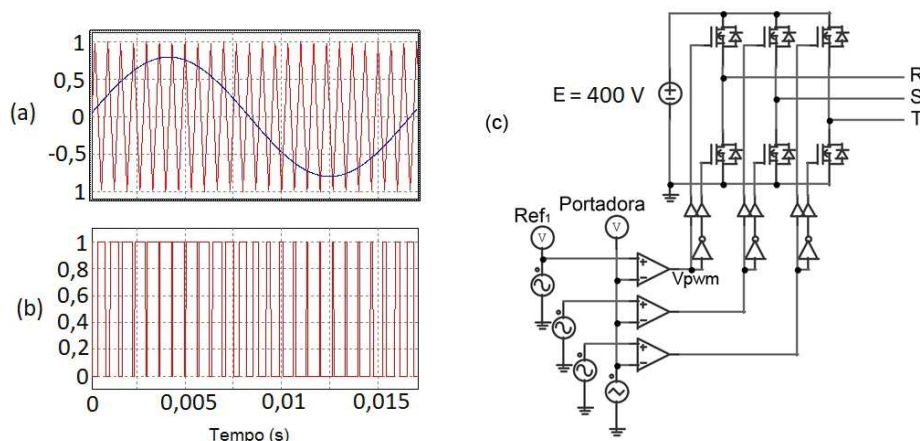 (a)
1
0,5
0
-0,5
1
(b)
1
0,8
0,6
0,4
0,2
0
0 0,005 0,01 0,015
Tempo (s)
(c)
E = 400 V
R
S
T
Portadora
Ref1
V
V
Vpwm